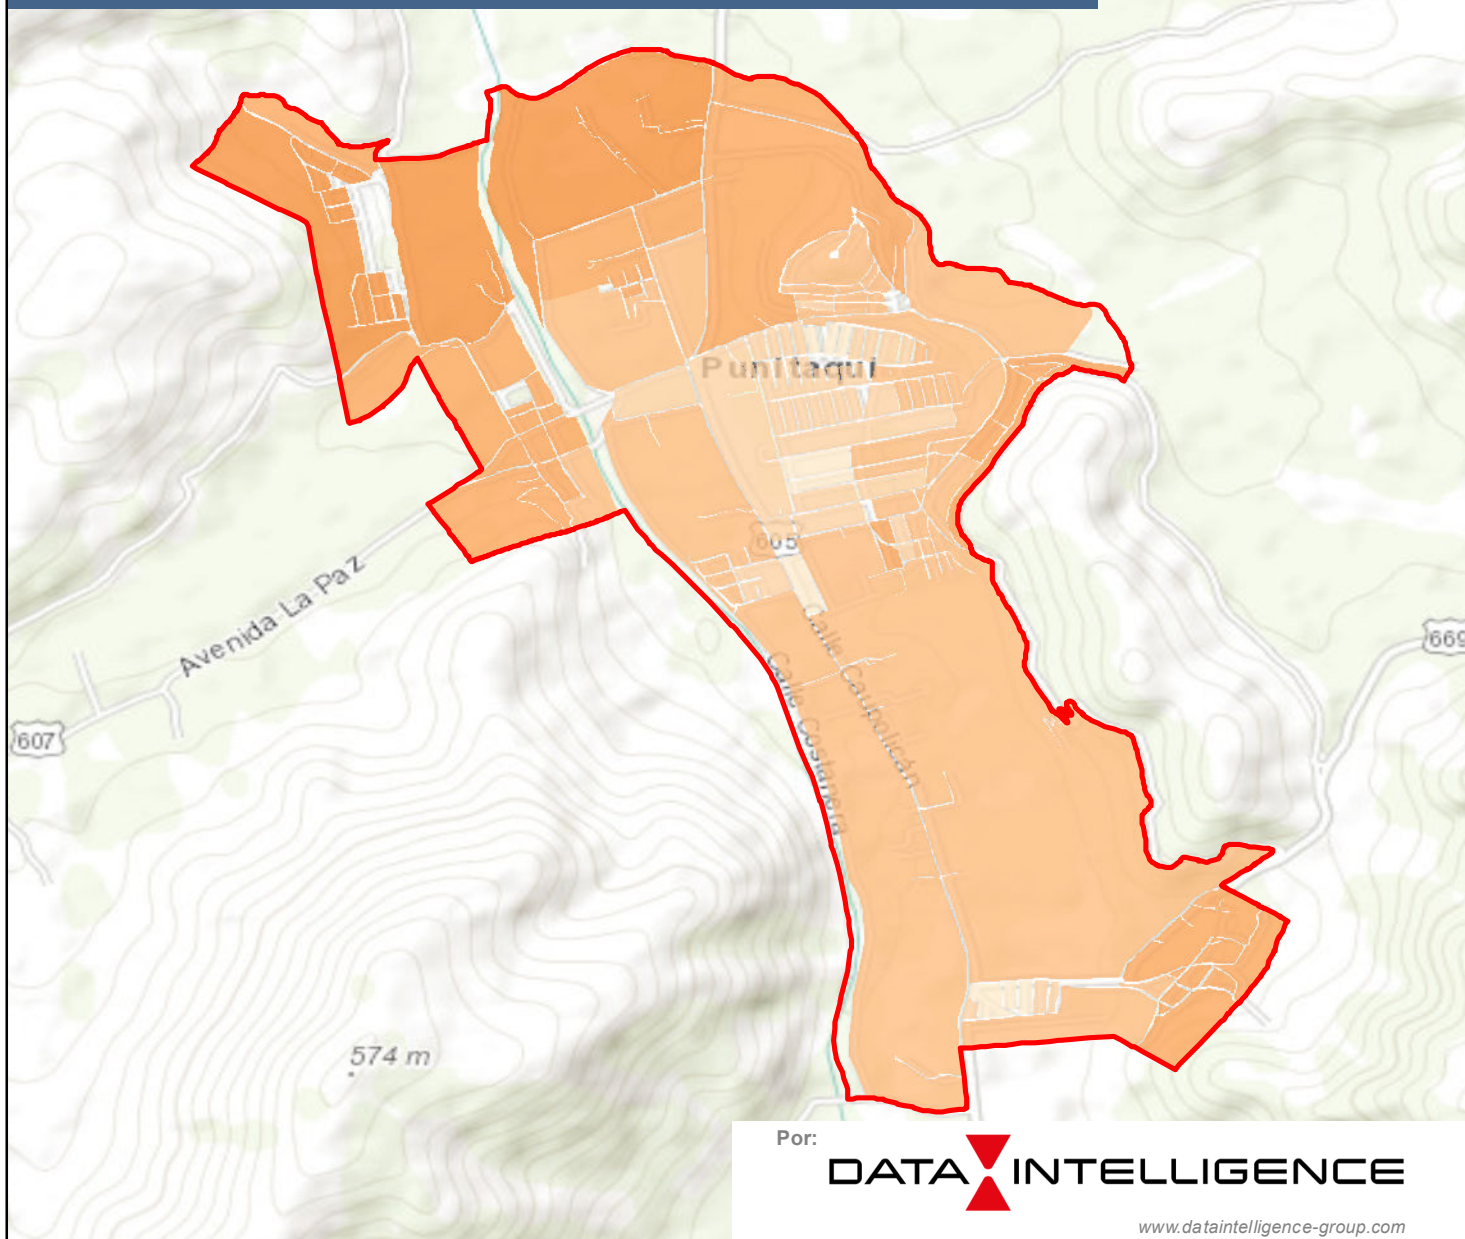 Punitaqui
605
Avenida La Paz
Calle Caupolicán
Calle Costanera
669
607
574 m
Por:
DATA INTELLIGENCE
www.dataintelligence-group.com